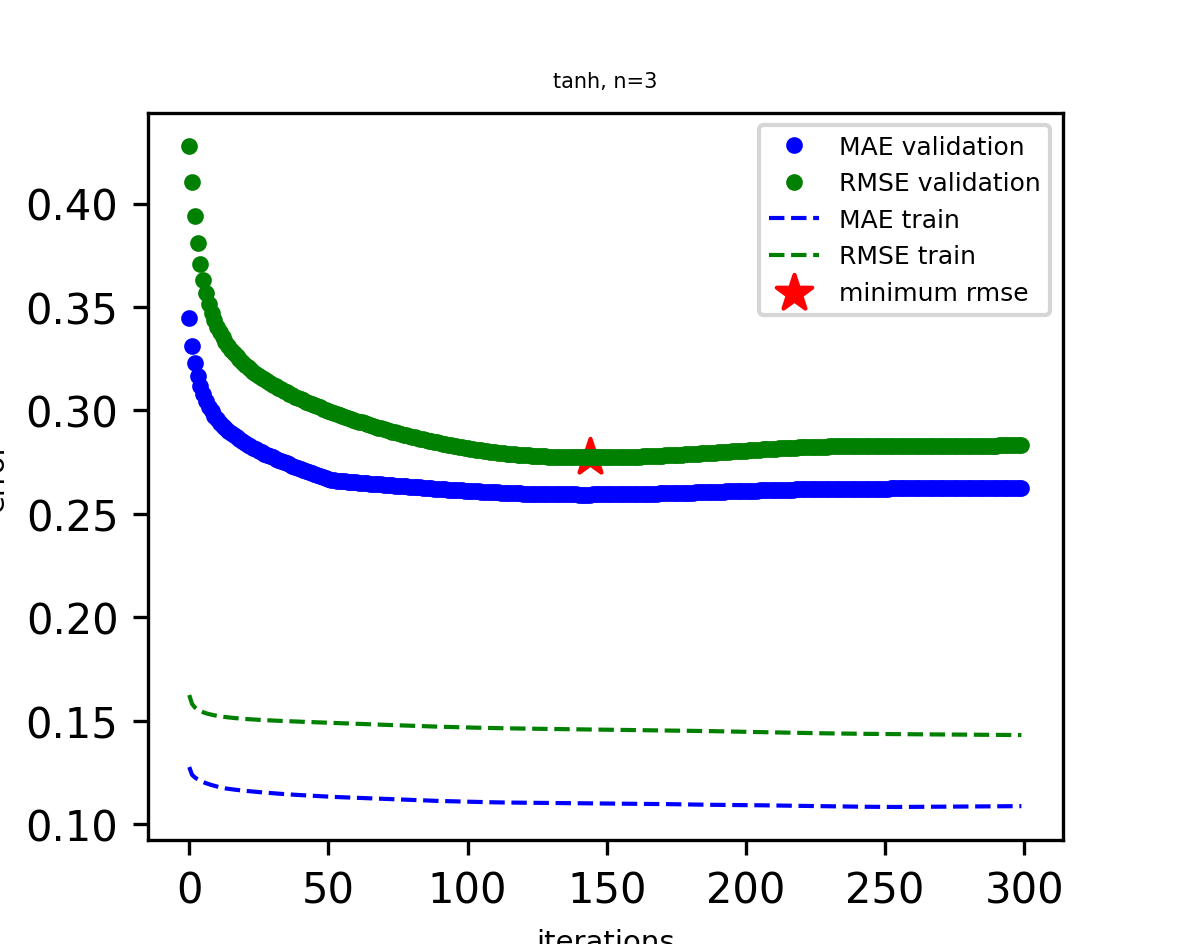 tanh, n=3
MAE validation
RMSE validation
MAE train
RMSE train
minimum rmse
0.40
0.35
0.30
0.25
0.20
0.15
0.10
0 50 100 150 200 250 300
iterations